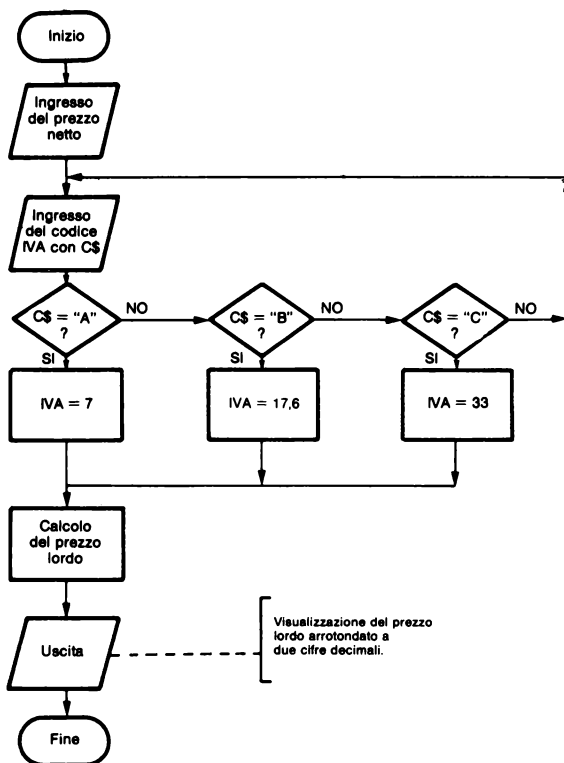 Inizio
Ingresso
del prezzo
netto
Ingresso
del codice
IVA con C$
C$ = "A"
?
NO
C$ = "B"
?
NO
C$ = "C"
?
NO
SI
SI
SI
IVA = 7
IVA = 17,6
IVA = 33
Calcolo
del prezzo
lordo
Uscita
Visualizzazione del prezzo
lordo arrotondato a
due cifre decimali.
Fine